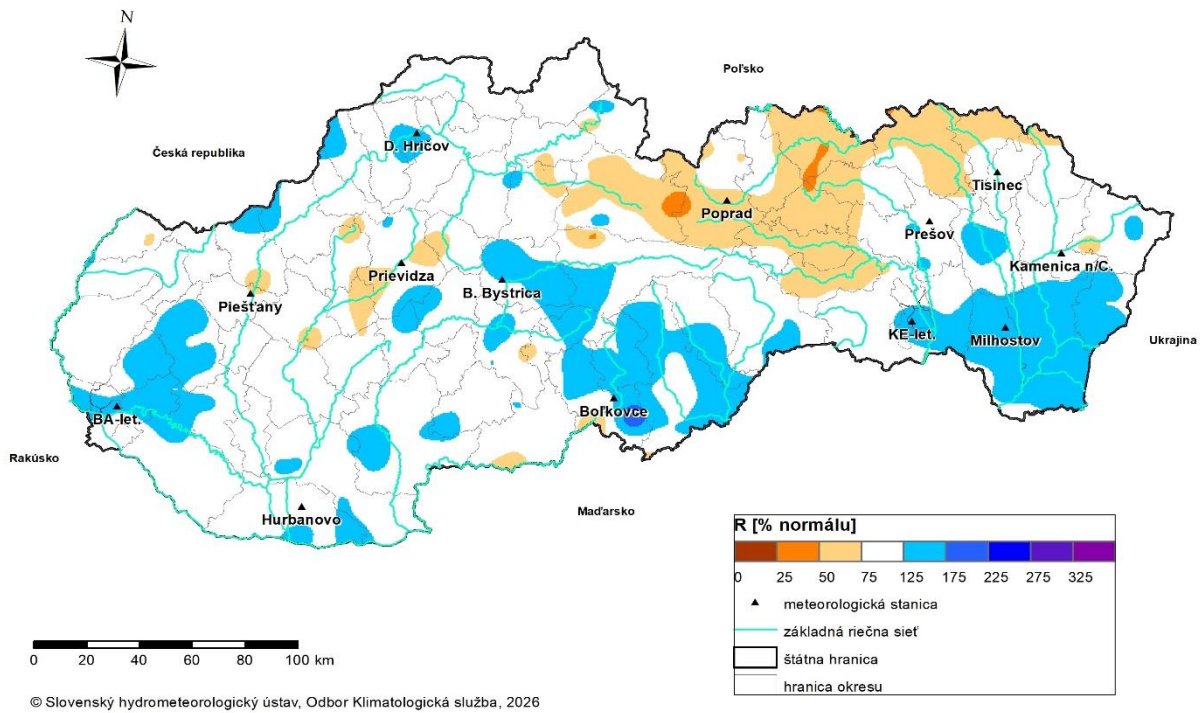 N
Poľsko
Česká republika
D. Hričov
Tisinec
Poprad
Prešov
Prievidza
Kamenica n/C.
B. Bystrica
Piešťany
KE-let.
Milhostov
Ukrajina
Boľkovce
BA-let.
Rakúsko
Maďarsko
Hurbanovo
R [% normálu]
0 25 50 75 125 175 225 275 325
meteorologická stanica
základná riečna sieť
štátna hranica
hranica okresu
0 20 40 60 80 100 km
© Slovenský hydrometeorologický ústav, Odbor Klimatologická služba, 2026